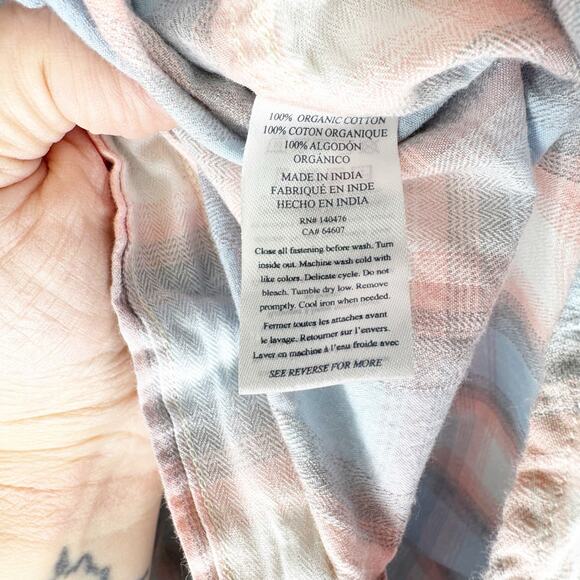 100% ORGANIC COTTON
100% COTON ORGANIQUE
100% ALGODÓN
ORGÁNICO
MADE IN INDIA
FABRIQUÉ EN INDE
HECHO EN INDIA
RN# 140476
CA# 64607
Close all fastening before wash. Turn
inside out. Machine wash cold with
like colors. Delicate cycle. Do not
bleach. Tumble dry low. Remove
promptly. Cool iron when needed.
Fermer toutes les attaches avant
le lavage. Retourner sur l'envers.
Laver en machine à l'eau froide avec
SEE REVERSE FOR MORE